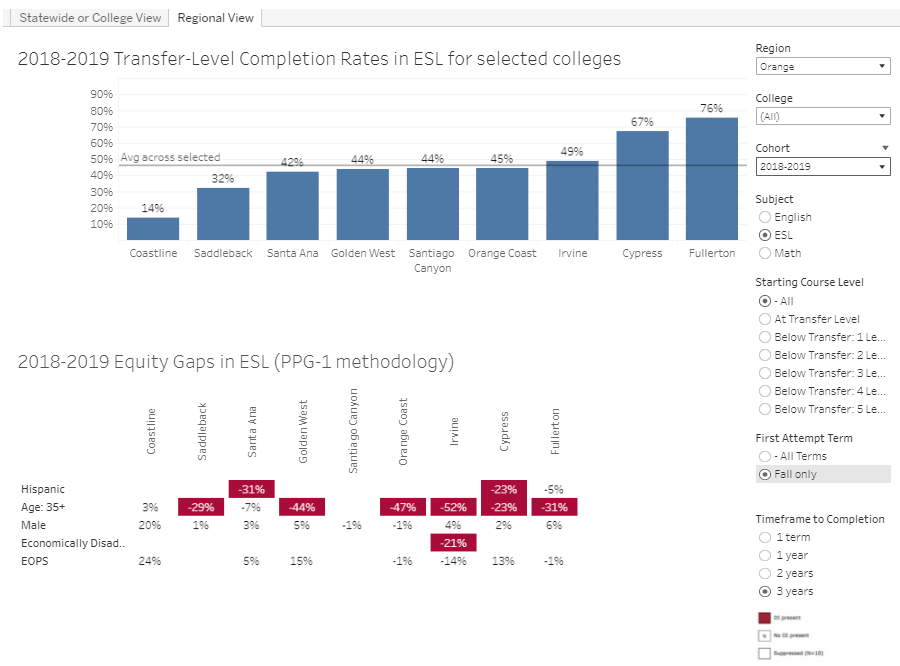 Statewide or College View
Regional View
2018-2019 Transfer-Level Completion Rates in ESL for selected colleges
90%
80%
70%
60%
50%
40%
30%
20%
10%
Avg across selected
14%
32%
42%
44%
44%
45%
49%
67%
76%
Coastline
Saddleback
Santa Ana
Golden West
Santiago
Canyon
Orange Coast
Irvine
Cypress
Fullerton
2018-2019 Equity Gaps in ESL (PPG-1 methodology)
Coastline
Saddleback
Santa Ana
Golden West
Santiago Canyon
Orange Coast
Irvine
Cypress
Fullerton
Hispanic -31% -23% -5%
Age: 35+ 3% -29% -7% -44% -47% -52% -23% -31%
Male 20% 1% 3% 5% -1% -1% 4% 2% 6%
Economically Disad.. -21%
EOPS 24% 5% 15% -1% -14% 13% -1%
Region
Orange
College
(All)
Cohort
2018-2019
Subject
English
ESL
Math
Starting Course Level
- All
At Transfer Level
Below Transfer: 1 Le...
Below Transfer: 2 Le...
Below Transfer: 3 Le...
Below Transfer: 4 Le...
Below Transfer: 5 Le...
First Attempt Term
- All Terms
Fall only
Timeframe to Completion
1 term
1 year
2 years
3 years
DI present
% No DI present
Suppressed (N<10)